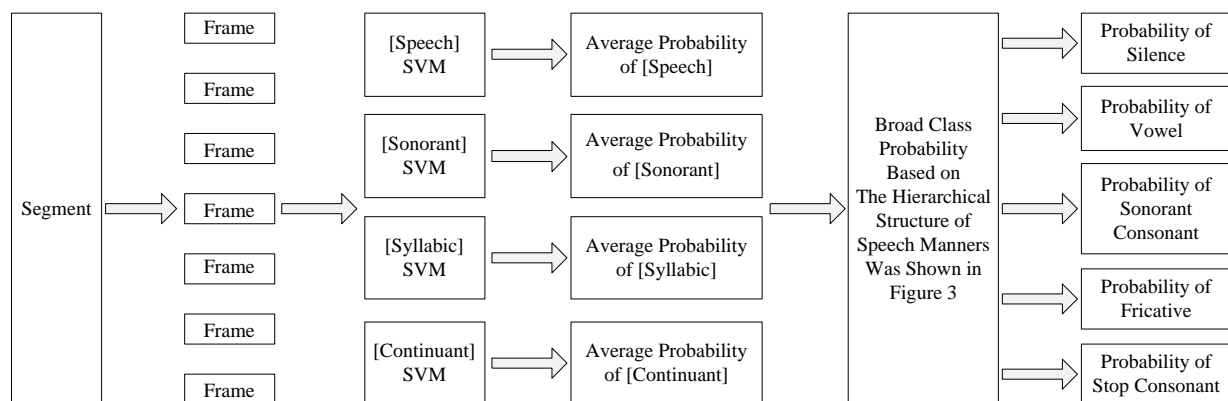 Segment
Frame
Frame
Frame
Frame
Frame
Frame
Frame
[Speech]
SVM
[Sonorant]
SVM
[Syllabic]
SVM
[Continuant]
SVM
Average Probability
of [Speech]
Average Probability
of [Sonorant]
Average Probability
of [Syllabic]
Average Probability
of [Continuant]
Broad Class
Probability
Based on
The Hierarchical
Structure of
Speech Manners
Was Shown in
Figure 3
Probability of
Silence
Probability of
Vowel
Probability of
Sonorant
Consonant
Probability of
Fricative
Probability of
Stop Consonant